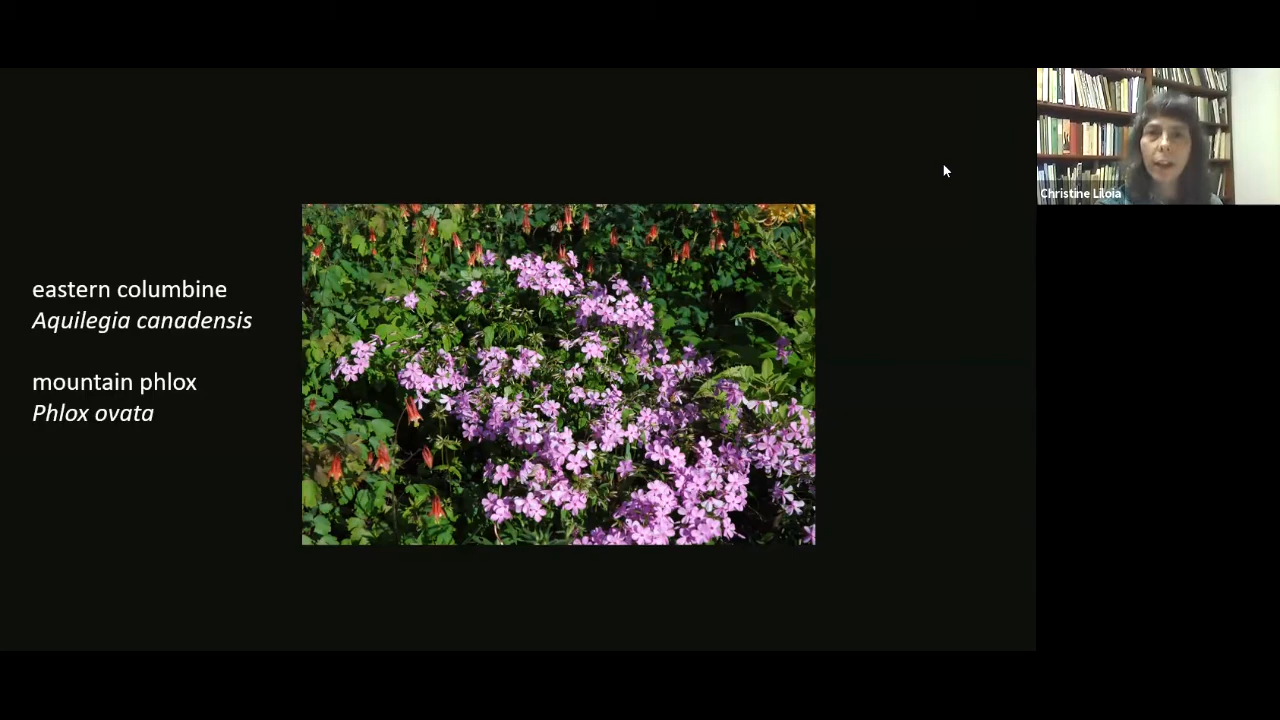 eastern columbine
Aquilegia canadensis
mountain phlox
Phlox ovata
Christine Liloia